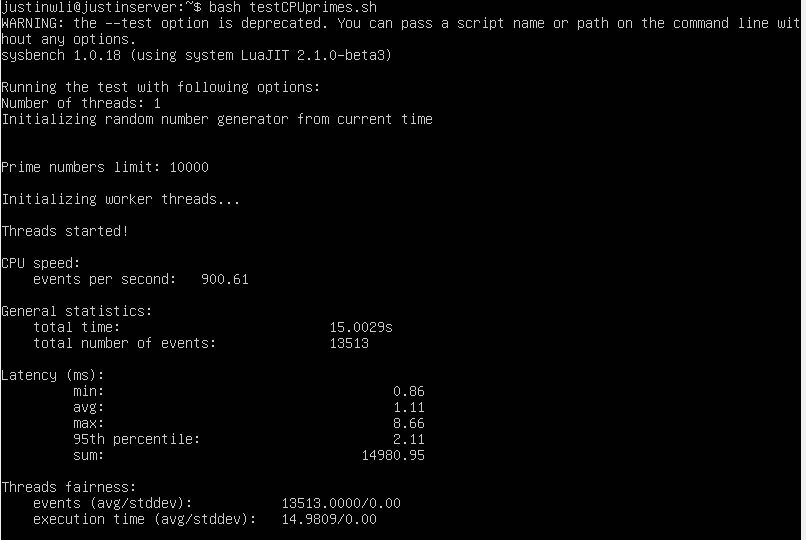 justinwli@justinserver:~$ bash testCPUprimes.sh
WARNING: the --test option is deprecated. You can pass a script name or path on the command line wit
hout any options.
sysbench 1.0.18 (using system LuaJIT 2.1.0-beta3)
Running the test with following options:
Number of threads: 1
Initializing random number generator from current time
Prime numbers limit: 10000
Initializing worker threads...
Threads started!
CPU speed:
events per second: 900.61
General statistics:
total time: 15.0029s
total number of events: 13513
Latency (ms):
min: 0.86
avg: 1.11
max: 8.66
95th percentile: 2.11
sum: 14980.95
Threads fairness:
events (avg/stddev): 13513.0000/0.00
execution time (avg/stddev): 14.9809/0.00